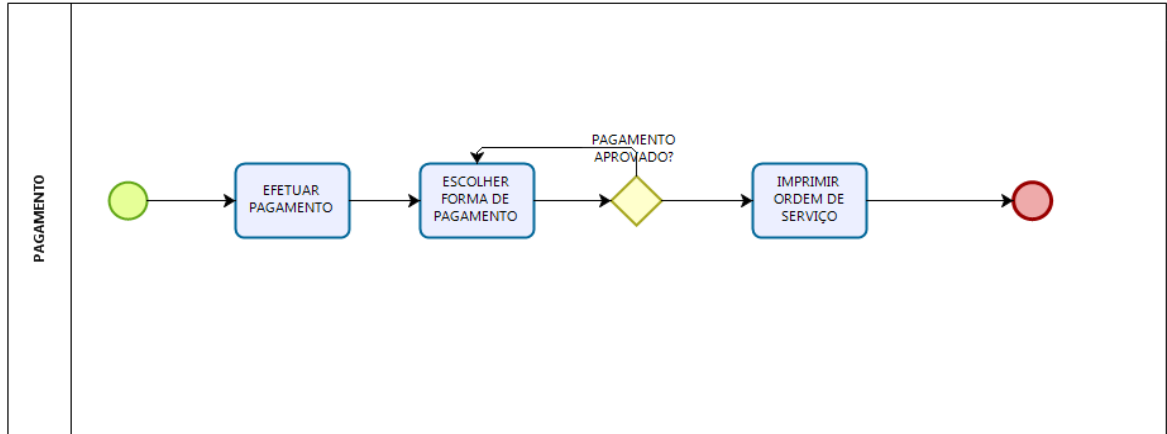 PAGAMENTO
EFETUAR
PAGAMENTO
ESCOLHER
FORMA DE
PAGAMENTO
PAGAMENTO
APROVADO?
IMPRIMIR
ORDEM DE
SERVIÇO